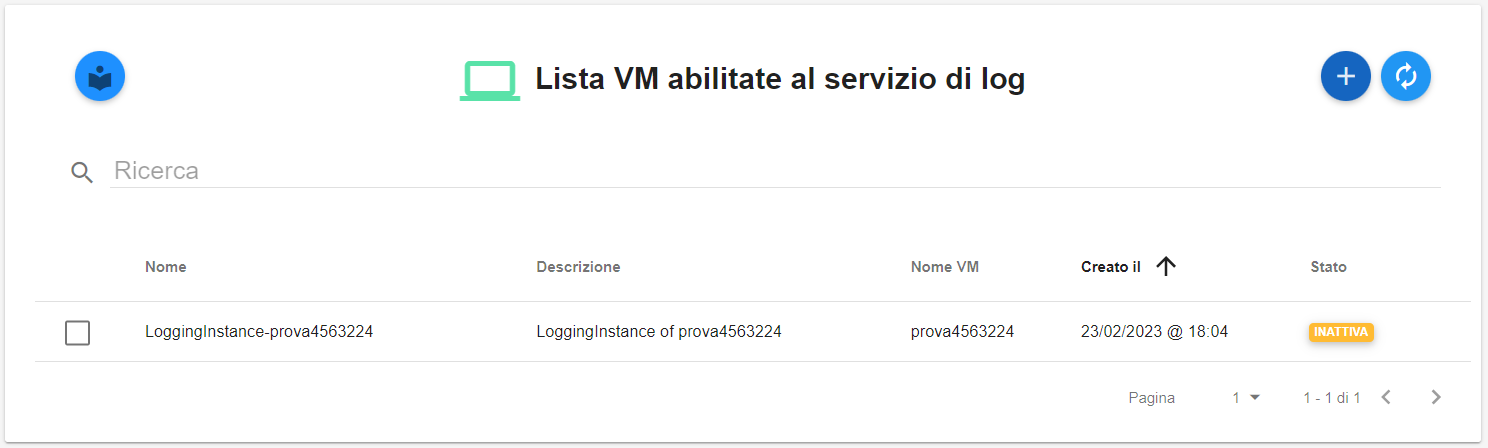 Lista VM abilitate al servizio di log
Ricerca
Nome Descrizione Nome VM Creato il Stato
LoggingInstance-prova4563224 LoggingInstance of prova4563224 prova4563224 23/02/2023 @ 18:04 INATTIVA
Pagina 1 1 - 1 di 1